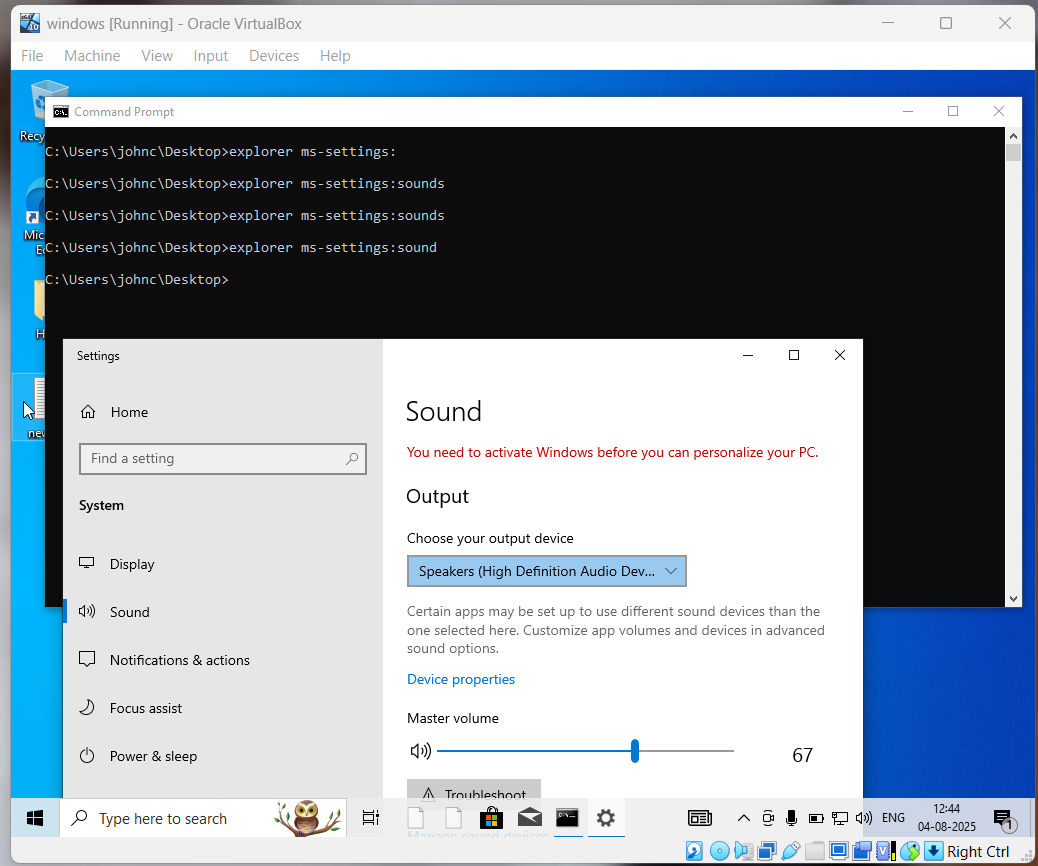 windows [Running] - Oracle VirtualBox
File Machine View Input Devices Help
Command Prompt
C:\Users\johnc\Desktop>explorer ms-settings:
C:\Users\johnc\Desktop>explorer ms-settings:sounds
C:\Users\johnc\Desktop>explorer ms-settings:sounds
C:\Users\johnc\Desktop>explorer ms-settings:sound
C:\Users\johnc\Desktop>
Recy
Mic
E
H
new
Settings
Home
Find a setting
System
Display
Sound
Notifications & actions
Focus assist
Power & sleep
Sound
You need to activate Windows before you can personalize your PC.
Output
Choose your output device
Speakers (High Definition Audio Dev...
Certain apps may be set up to use different sound devices than the
one selected here. Customize app volumes and devices in advanced
sound options.
Device properties
Master volume
67
Troubleshoot
Manage sound devices
Type here to search
ENG
12:44
04-08-2025
1
Right Ctrl